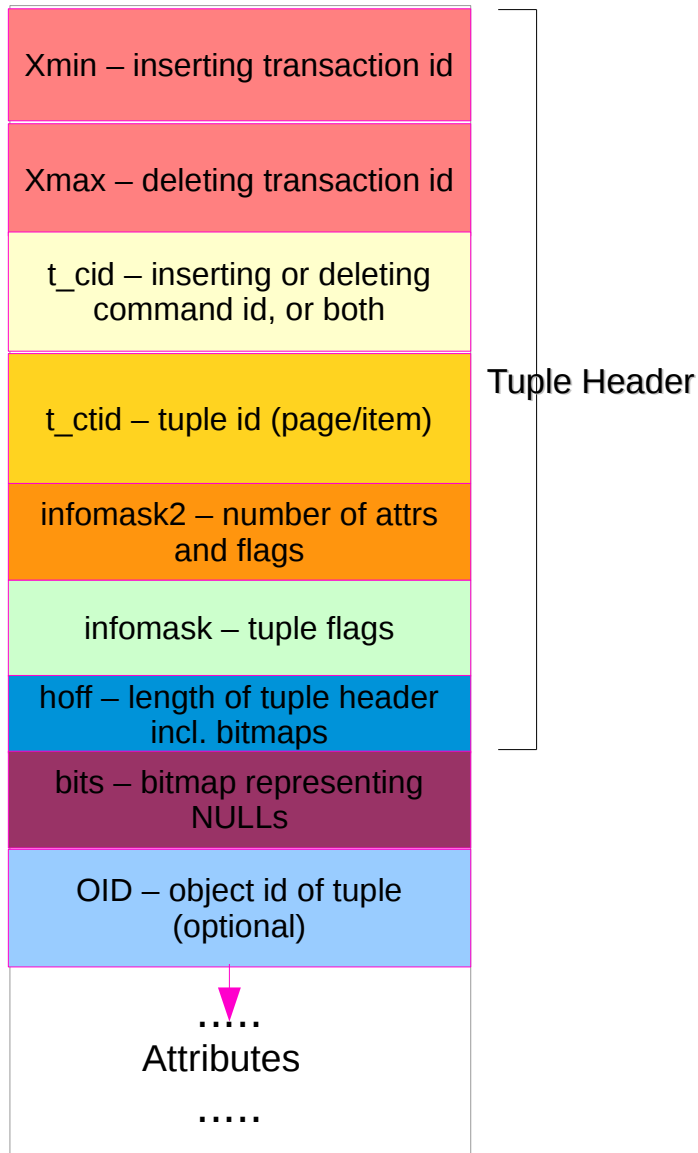 Xmin – inserting transaction id
Xmax – deleting transaction id
t_cid – inserting or deleting
command id, or both
Tuple Header
t_ctid – tuple id (page/item)
infomask2 – number of attrs
and flags
infomask – tuple flags
hoff – length of tuple header
incl. bitmaps
bits – bitmap representing
NULLs
OID – object id of tuple
(optional)
.....
Attributes
.....